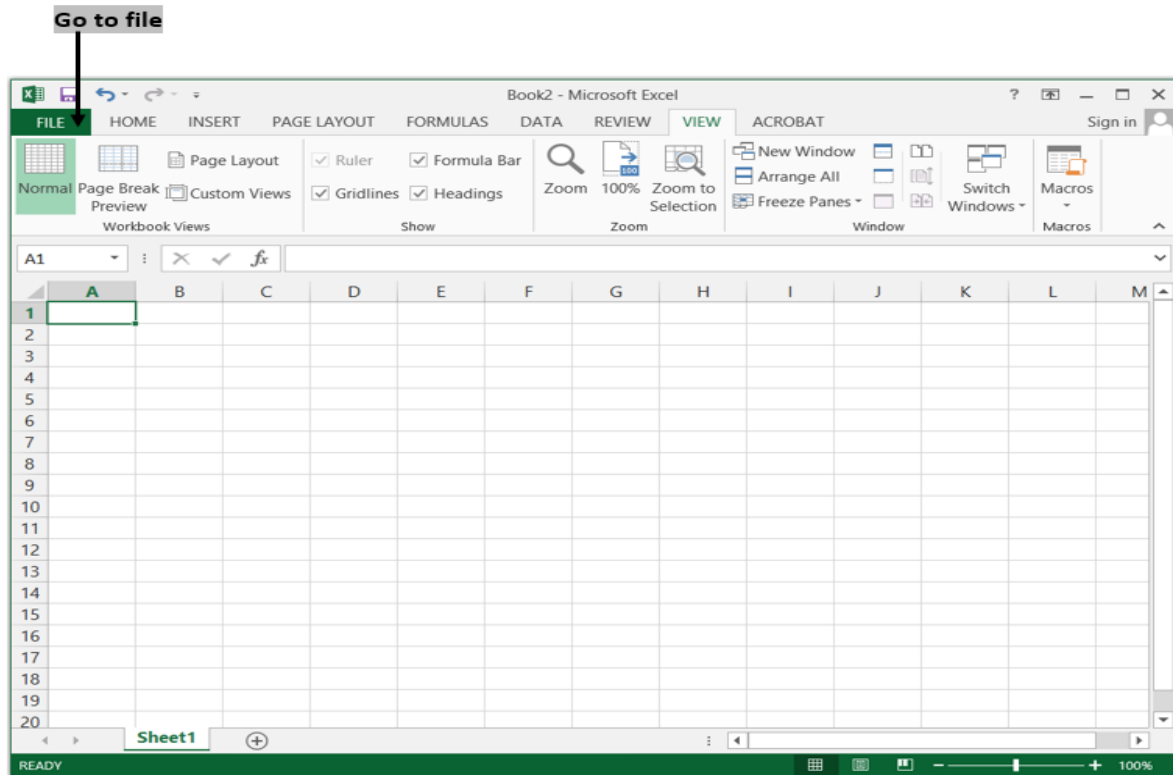 Go to file
Book2 - Microsoft Excel ?
FILE HOME INSERT PAGE LAYOUT FORMULAS DATA REVIEW VIEW ACROBAT Sign in
Normal Page Break Preview Page Layout Custom Views
Workbook Views
Ruler Formula Bar
Gridlines Headings
Show
Zoom 100% Zoom to Selection
100
Zoom
New Window
Arrange All
Freeze Panes
Switch Windows
Window
Macros
Macros
A1 fx
A B C D E F G H I J K L M
1
2
3
4
5
6
7
8
9
10
11
12
13
14
15
16
17
18
19
20
Sheet1
READY 100%